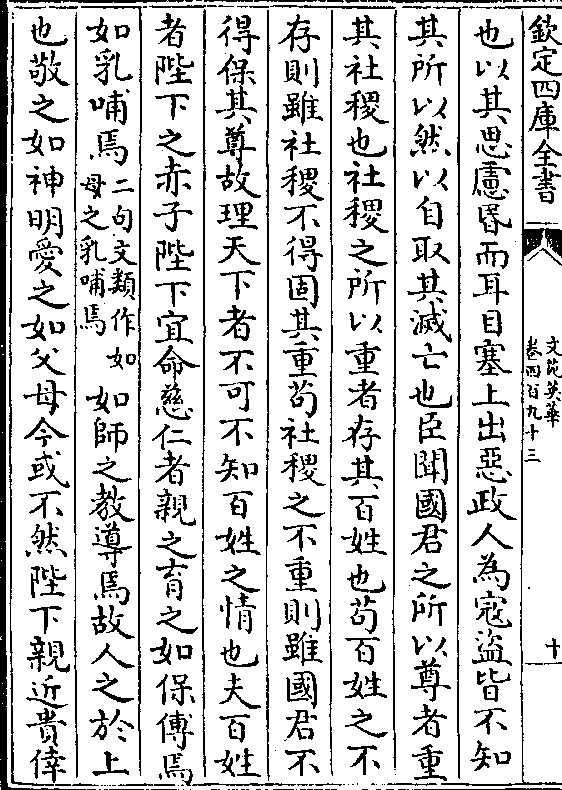 欽定四庫全書
文苑英華
卷四百九十三
十
也以其思慮昬而耳目塞上出惡政人為寇盜皆不知
其所以然以自取其滅亡也臣聞國君之所以尊者重
其社稷也社稷之所以重者存其百姓也苟百姓之不
存則雖社稷不得固其重苟社稷之不重則雖國君不
得保其尊故理天下者不可不知百姓之情也夫百姓
者陛下之赤子陛下宜命慈仁者親之育之如保傅焉
如乳哺焉二句文類作如母之乳哺焉如師之教導焉故人之於上
也敬之如神明愛之如父母今或不然陛下親近貴倖